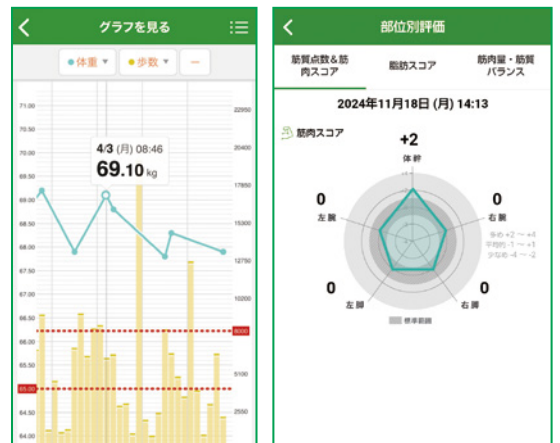 グラフを見る
体重 ▼
歩数 ▼
ー
71.00
70.50
70.00
69.50
69.00
68.50
68.00
67.50
67.00
66.50
66.00
65.50
65.00
64.50
64.00
4/3 (月) 08:46
69.10 kg
22950
20400
17850
15300
12750
10200
8000
5100
2550
部位別評価
筋質点数&筋
肉スコア
脂肪スコア
筋肉量・筋質
バランス
2024年11月18日 (月) 14:13
筋肉スコア
+2
体幹
0
左腕
0
右腕
多め +2 ～ +4
平均的 -1 ～ +1
少なめ -4 ～ -2
0
左脚
0
右脚
標準範囲